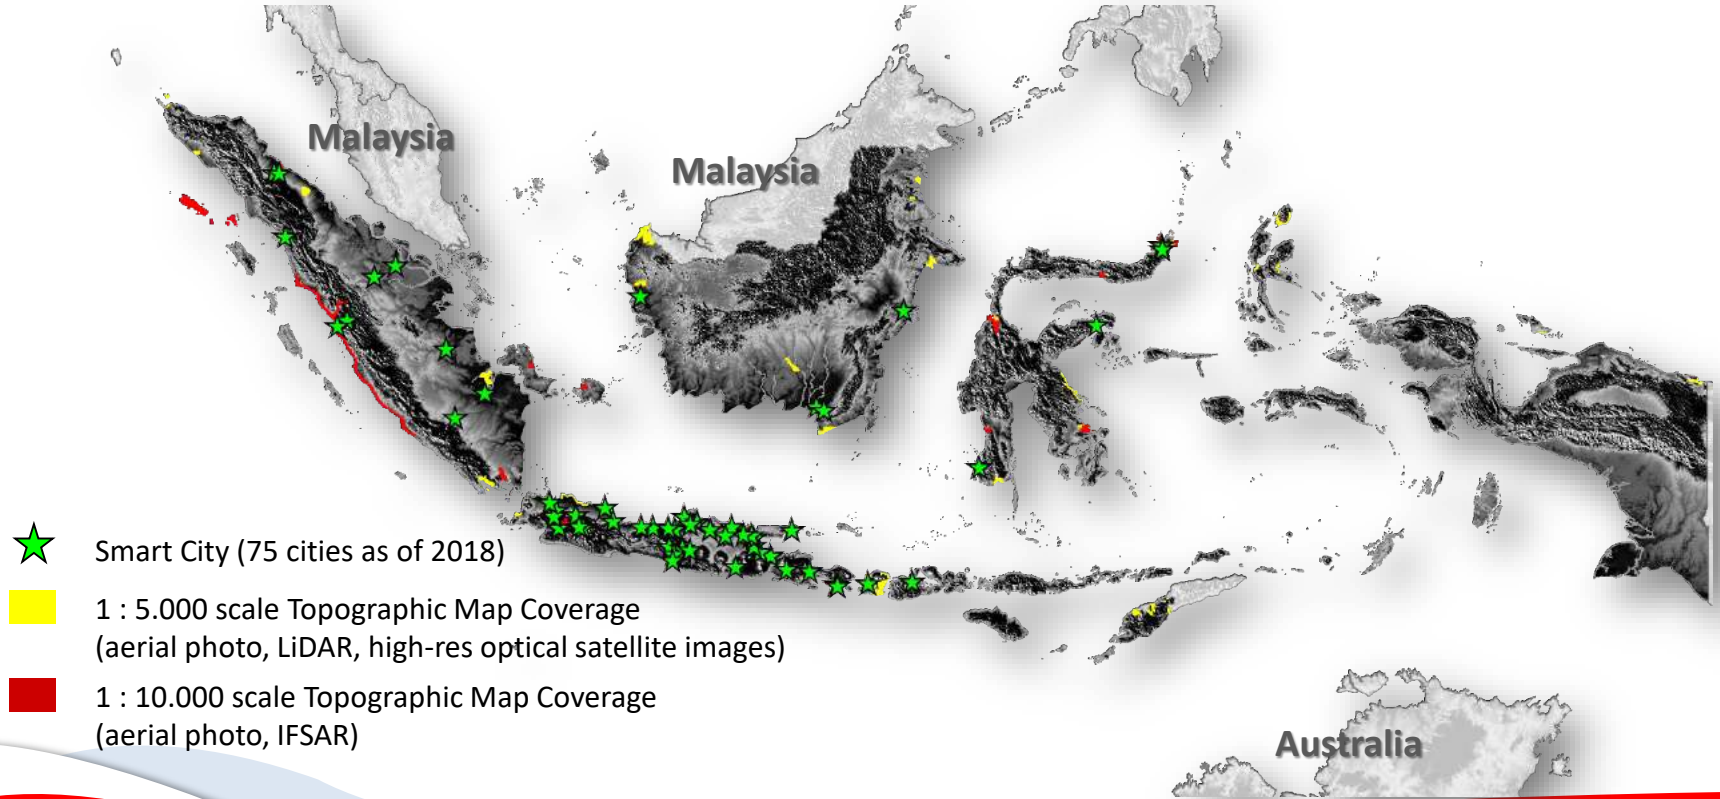 Malaysia
Malaysia
Smart City (75 cities as of 2018)
1 : 5.000 scale Topographic Map Coverage
(aerial photo, LiDAR, high-res optical satellite images)
1 : 10.000 scale Topographic Map Coverage
(aerial photo, IFSAR)
Australia